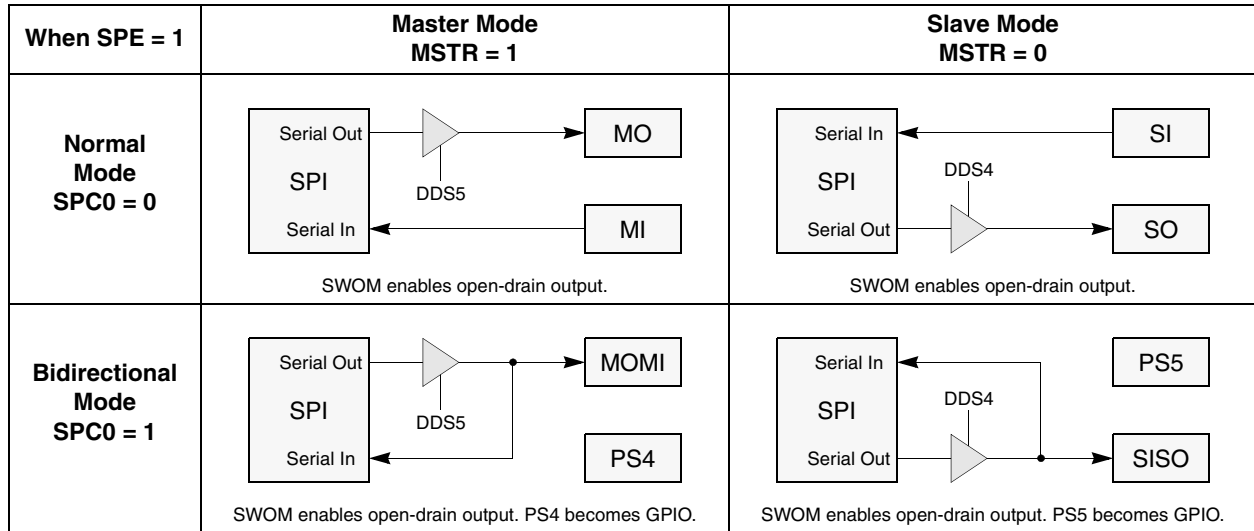 When SPE = 1
Master Mode
MSTR = 1
Slave Mode
MSTR = 0
Normal
Mode
SPC0 = 0
Serial Out
SPI
Serial In
DDS5
MO
MI
SWOM enables open-drain output.
Serial In
SPI
Serial Out
DDS4
SI
SO
SWOM enables open-drain output.
Bidirectional
Mode
SPC0 = 1
Serial Out
SPI
Serial In
DDS5
MOMI
PS4
SWOM enables open-drain output. PS4 becomes GPIO.
Serial In
SPI
Serial Out
DDS4
PS5
SISO
SWOM enables open-drain output. PS5 becomes GPIO.